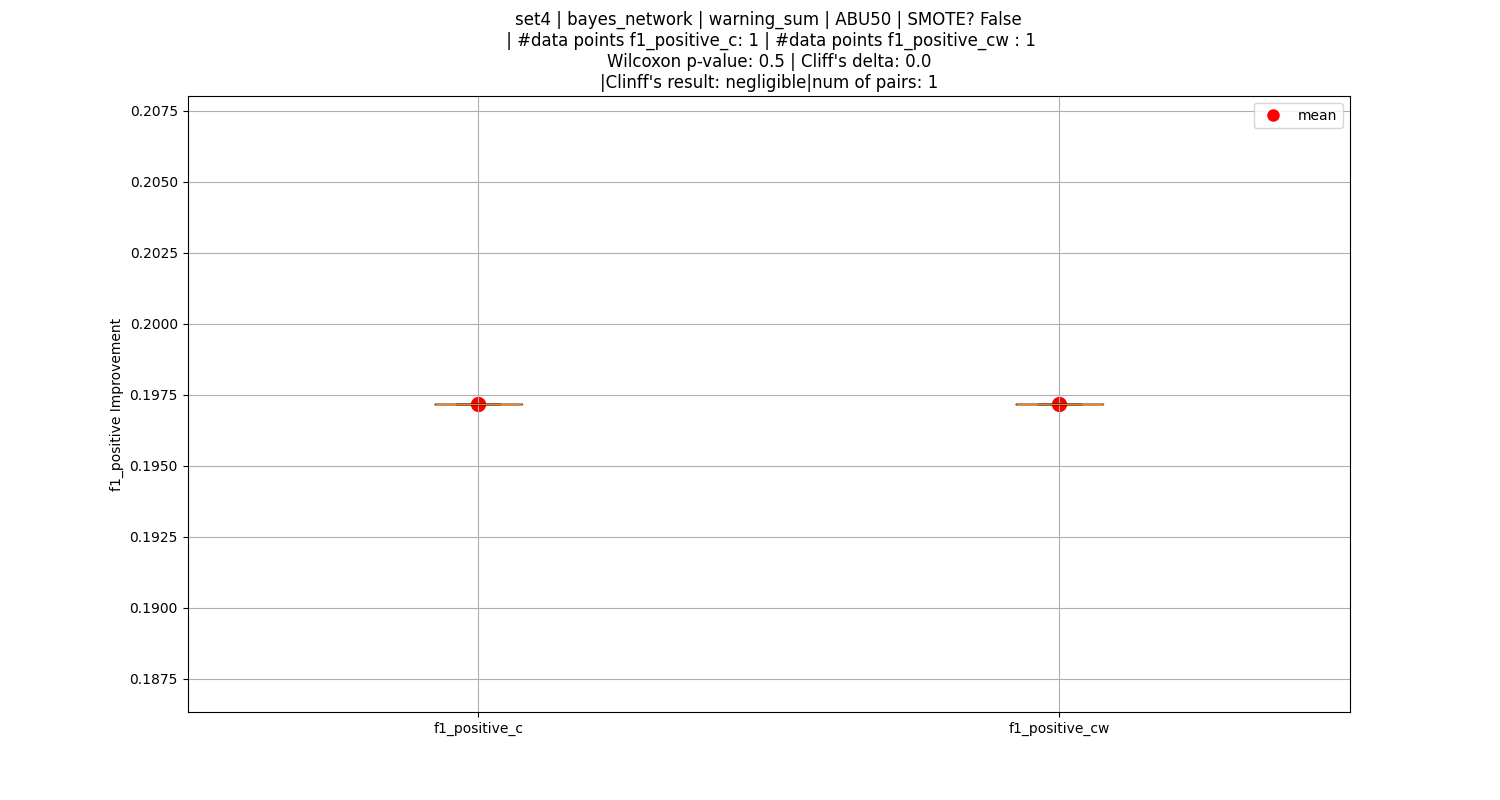 set4 | bayes_network | warning_sum | ABU50 | SMOTE? False
| #data points f1_positive_c: 1 | #data points f1_positive_cw : 1
Wilcoxon p-value: 0.5 | Cliff's delta: 0.0
|Clinff's result: negligible|num of pairs: 1
mean
f1_positive Improvement
0.2075
0.2050
0.2025
0.2000
0.1975
0.1950
0.1925
0.1900
0.1875
f1_positive_c
f1_positive_cw